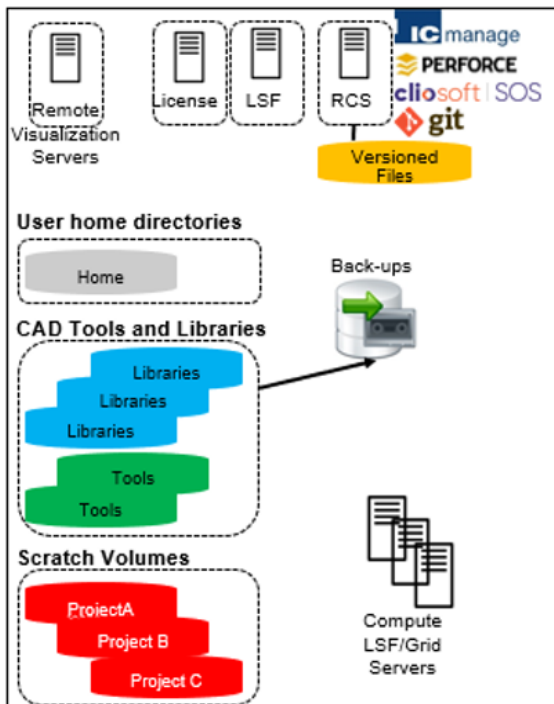 IC manage
PERFORCE
cliosoft | SOS
git
Remote
Visualization
Servers
License
LSF
RCS
Versioned
Files
User home directories
Home
Back-ups
CAD Tools and Libraries
Libraries
Libraries
Libraries
Tools
Tools
Scratch Volumes
ProjectA
Project B
Project C
Compute
LSF/Grid
Servers